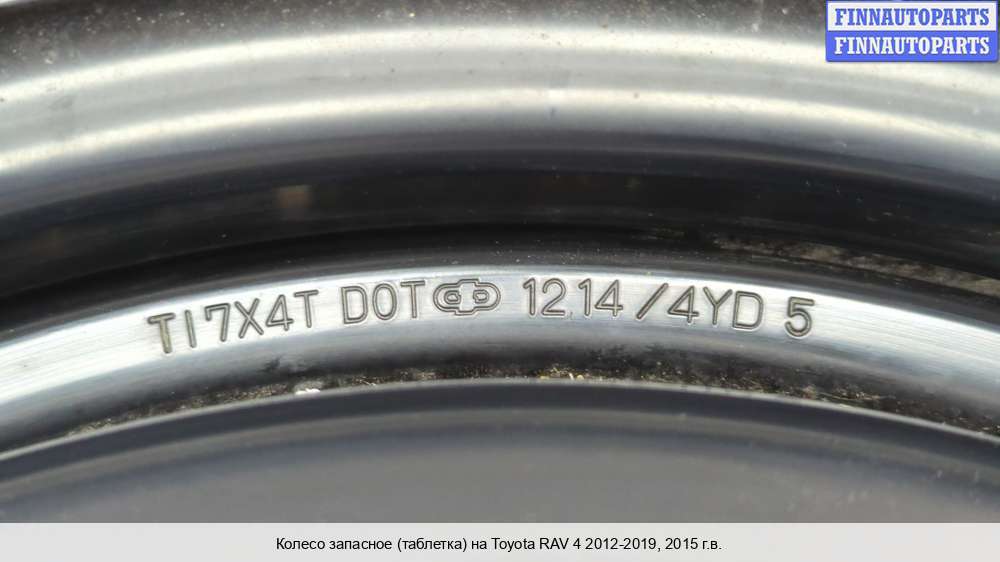 FINNAUTOPARTS
FINNAUTOPARTS
T17X4T DOT 1214/4YD 5
Колесо запасное (таблетка) на Toyota RAV 4 2012-2019, 2015 г.в.